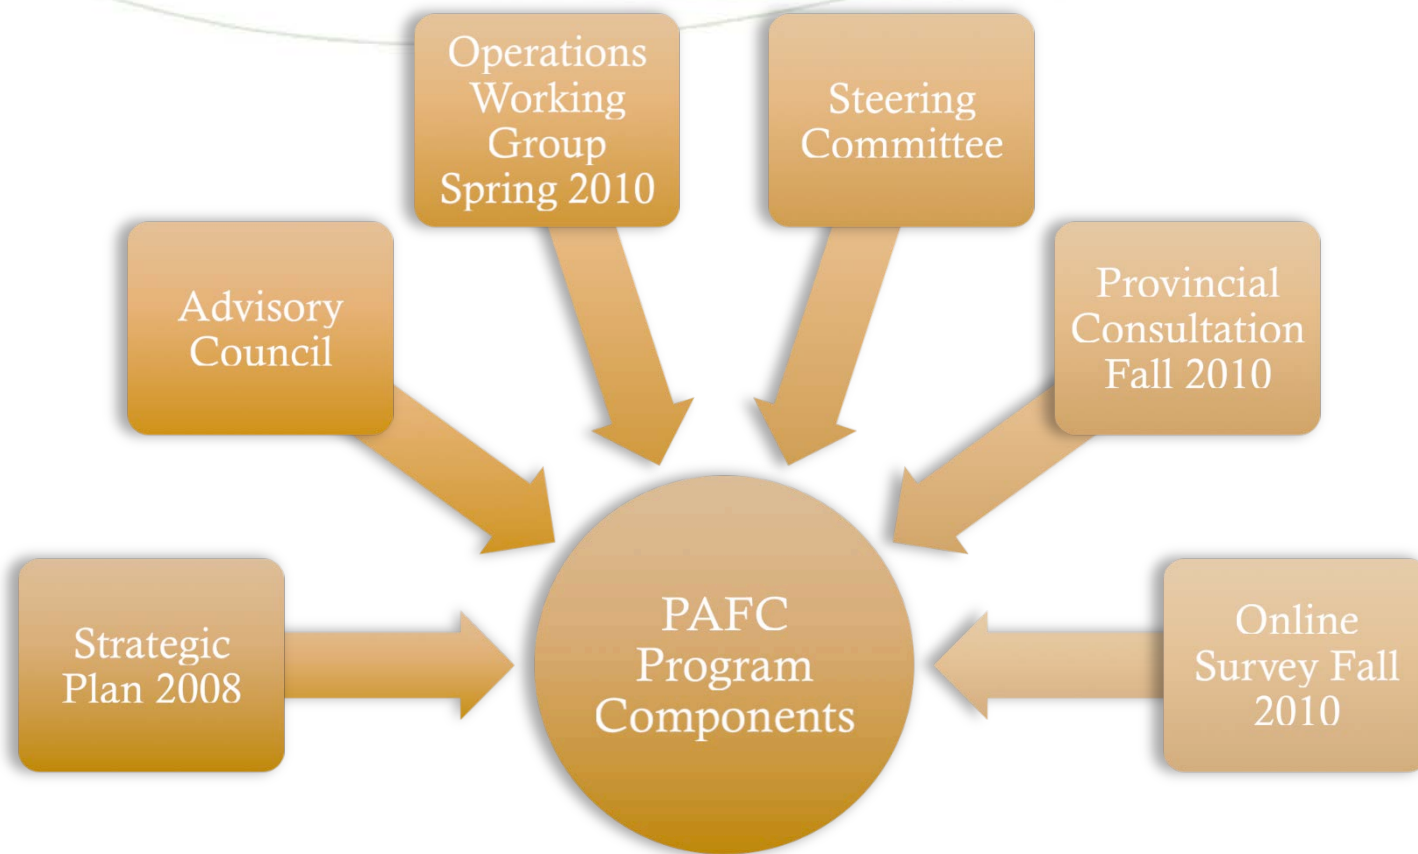 Operations
Working
Group
Spring 2010
Steering
Committee
Advisory
Council
Provincial
Consultation
Fall 2010
Strategic
Plan 2008
PAFC
Program
Components
Online
Survey Fall
2010